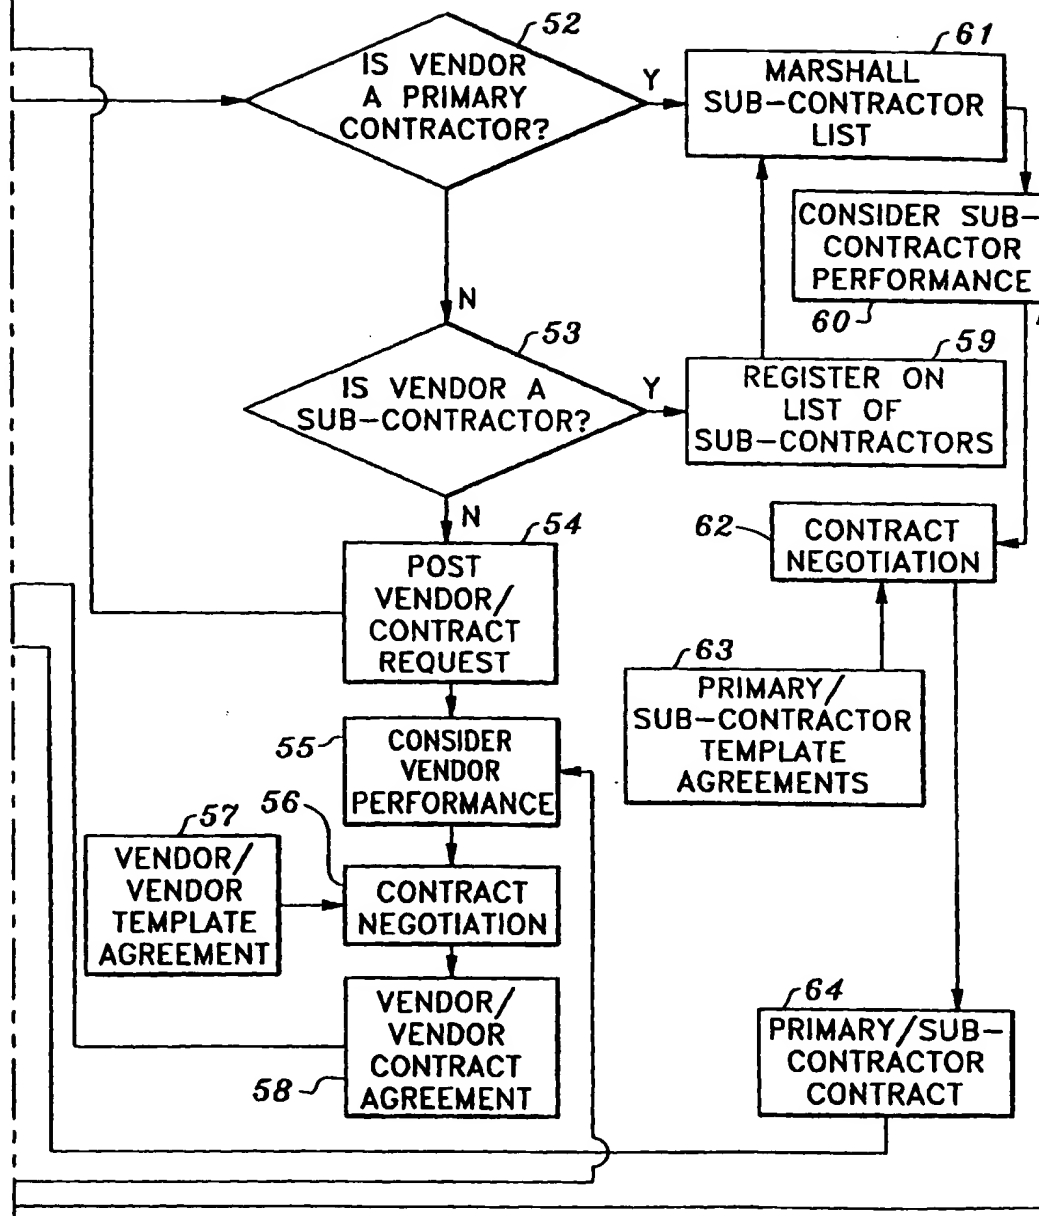 52
IS VENDOR
A PRIMARY
CONTRACTOR?
Y
61
MARSHALL
SUB-CONTRACTOR
LIST
CONSIDER SUB-
CONTRACTOR
PERFORMANCE
60
N
53
IS VENDOR A
SUB-CONTRACTOR?
Y
59
REGISTER ON
LIST OF
SUB-CONTRACTORS
N
54
POST
VENDOR/
CONTRACT
REQUEST
62
CONTRACT
NEGOTIATION
63
PRIMARY/
SUB-CONTRACTOR
TEMPLATE
AGREEMENTS
55
CONSIDER
VENDOR
PERFORMANCE
56
57
VENDOR/
VENDOR
TEMPLATE
AGREEMENT
CONTRACT
NEGOTIATION
VENDOR/
VENDOR
CONTRACT
AGREEMENT
58
64
PRIMARY/SUB-
CONTRACTOR
CONTRACT